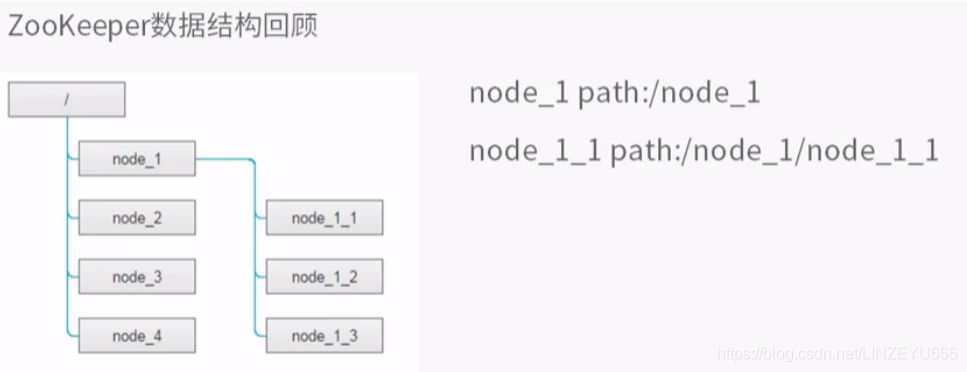 ZooKeeper数据结构回顾
/
node_1
node_2
node_3
node_4
node_1_1
node_1_2
node_1_3
node_1 path:/node_1
node_1_1 path:/node_1/node_1_1
https://blog.csdn.net/LINZEYU666